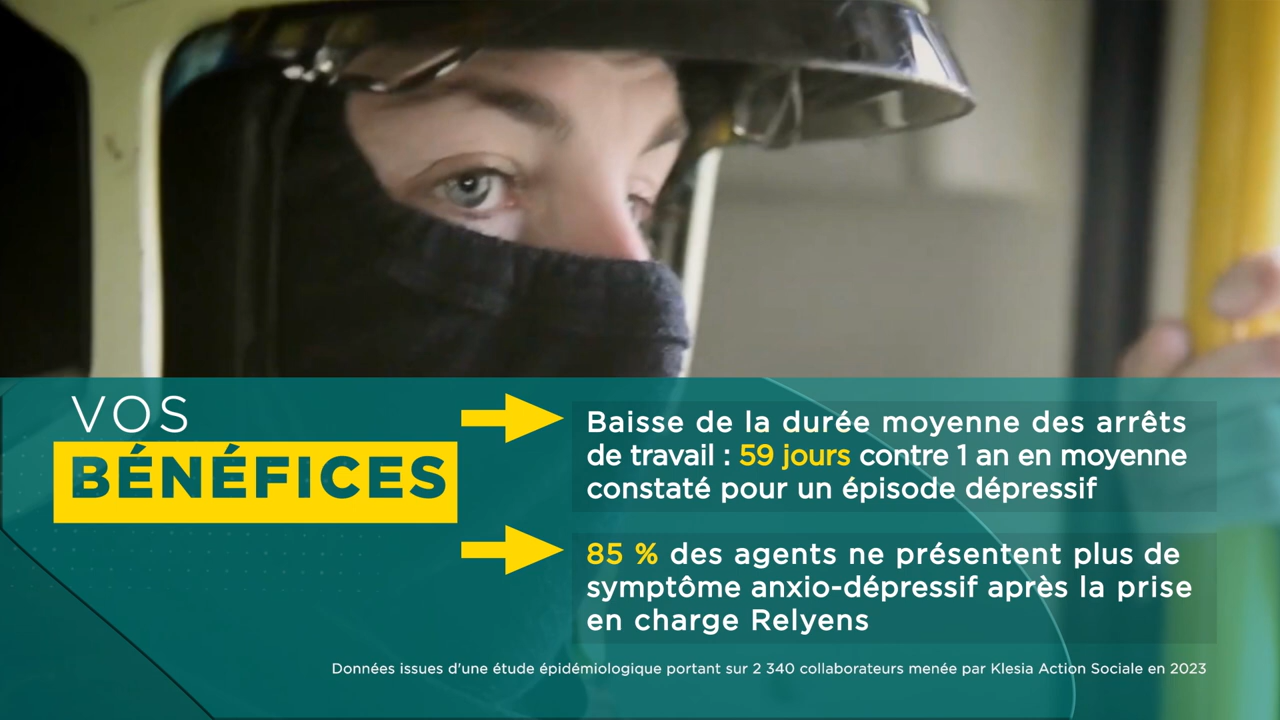 VOS
BÉNÉFICES
Baisse de la durée moyenne des arrêts
de travail : 59 jours contre 1 an en moyenne
constaté pour un épisode dépressif
85 % des agents ne présentent plus de
symptôme anxio-dépressif après la prise
en charge Relyens
Données issues d'une étude épidémiologique portant sur 2 340 collaborateurs menée par Klesia Action Sociale en 2023